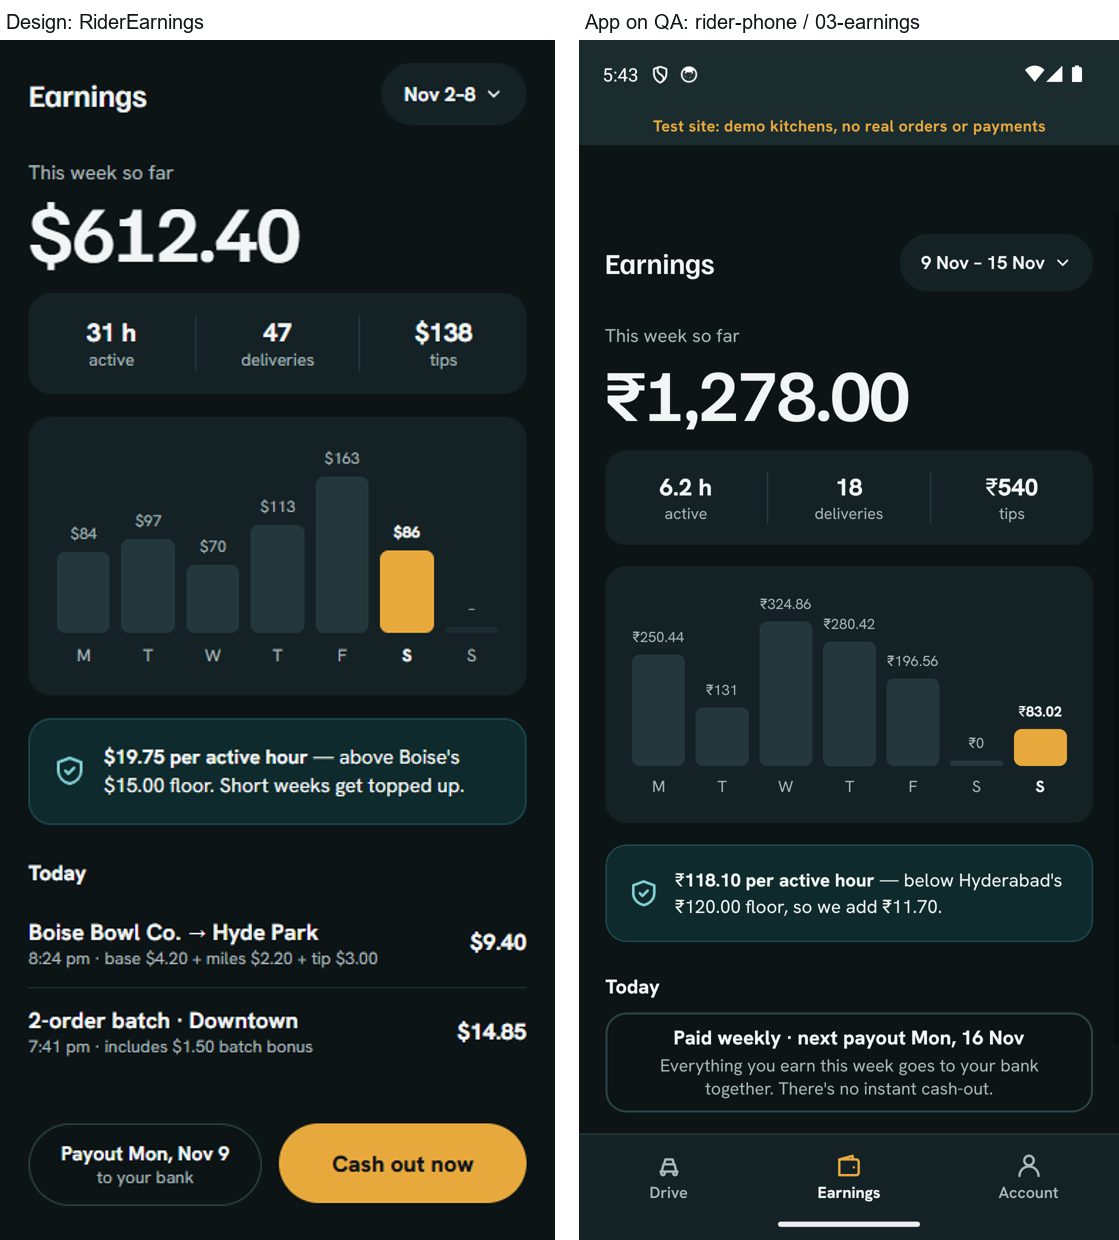 Design: RiderEarnings
Earnings
Nov 2–8
This week so far
$612.40
31 h
active
47
deliveries
$138
tips
$84
$97
$70
$113
$163
$86
–
M
T
W
T
F
S
S
$19.75 per active hour — above Boise's
$15.00 floor. Short weeks get topped up.
Today
Boise Bowl Co. → Hyde Park
8:24 pm · base $4.20 + miles $2.20 + tip $3.00
$9.40
2-order batch · Downtown
7:41 pm · includes $1.50 batch bonus
$14.85
Payout Mon, Nov 9
to your bank
Cash out now
App on QA: rider-phone / 03-earnings
5:43
Test site: demo kitchens, no real orders or payments
Earnings
9 Nov – 15 Nov
This week so far
₹1,278.00
6.2 h
active
18
deliveries
₹540
tips
₹250.44
₹131
₹324.86
₹280.42
₹196.56
₹0
₹83.02
M
T
W
T
F
S
S
₹118.10 per active hour — below Hyderabad's
₹120.00 floor, so we add ₹11.70.
Today
Paid weekly · next payout Mon, 16 Nov
Everything you earn this week goes to your bank
together. There's no instant cash-out.
Drive
Earnings
Account